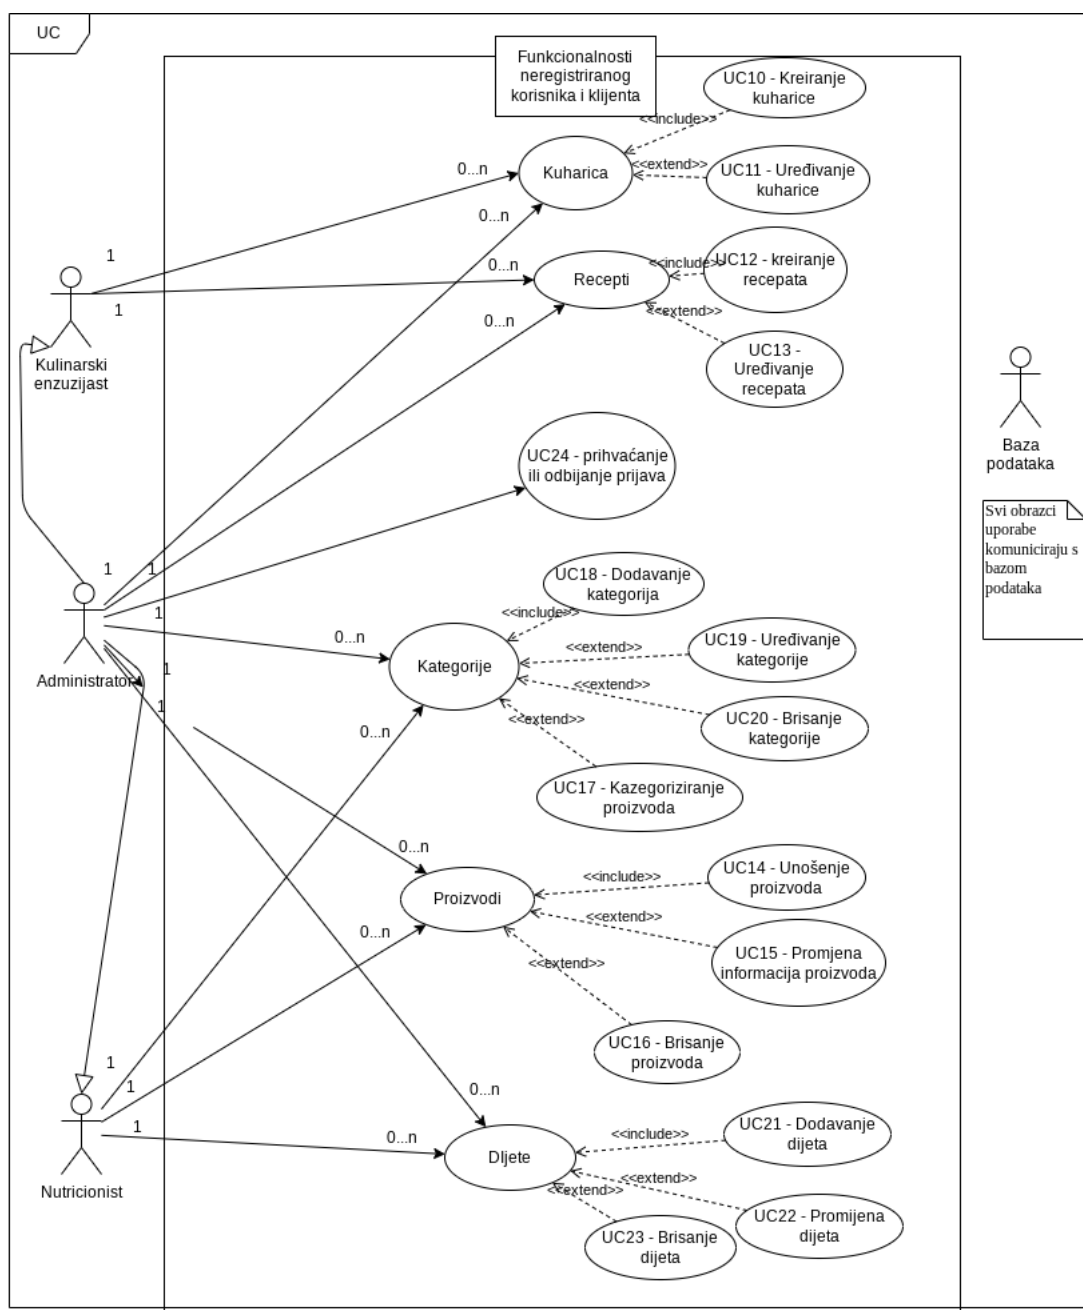 UC
Funkcionalnosti
neregistriranog
korisnika i klijenta
UC10 - Kreiranje
kuharice
<<include>>
Kuharica
0...n
<<extend>>
UC11 - Uređivanje
kuharice
0...n
1
0...n
Recepti
<<include>>
UC12 - kreiranje
recepata
1
<<extend>>
0...n
UC13 -
Uređivanje
recepata
Kulinarski
enzuzijast
Baza
podataka
UC24 - prihvaćanje
ili odbijanje prijava
Svi obrazci
uporabe
komuniciraju s
bazom
podataka
1
1
1
UC18 - Dodavanje
kategorija
<<include>>
0...n
Kategorije
<<extend>>
UC19 - Uređivanje
kategorije
Administrator
1
<<extend>>
1
<<extend>>
UC20 - Brisanje
kategorije
0...n
UC17 - Kazegoriziranje
proizvoda
0...n
Proizvodi
<<include>>
UC14 - Unošenje
proizvoda
0...n
<<extend>>
UC15 - Promjena
informacija proizvoda
<<extend>>
UC16 - Brisanje
proizvoda
1
1
0...n
1
0...n
DIjete
<<include>>
UC21 - Dodavanje
dijeta
<<extend>>
<<extend>>
Nutricionist
UC22 - Promijena
dijeta
UC23 - Brisanje
dijeta